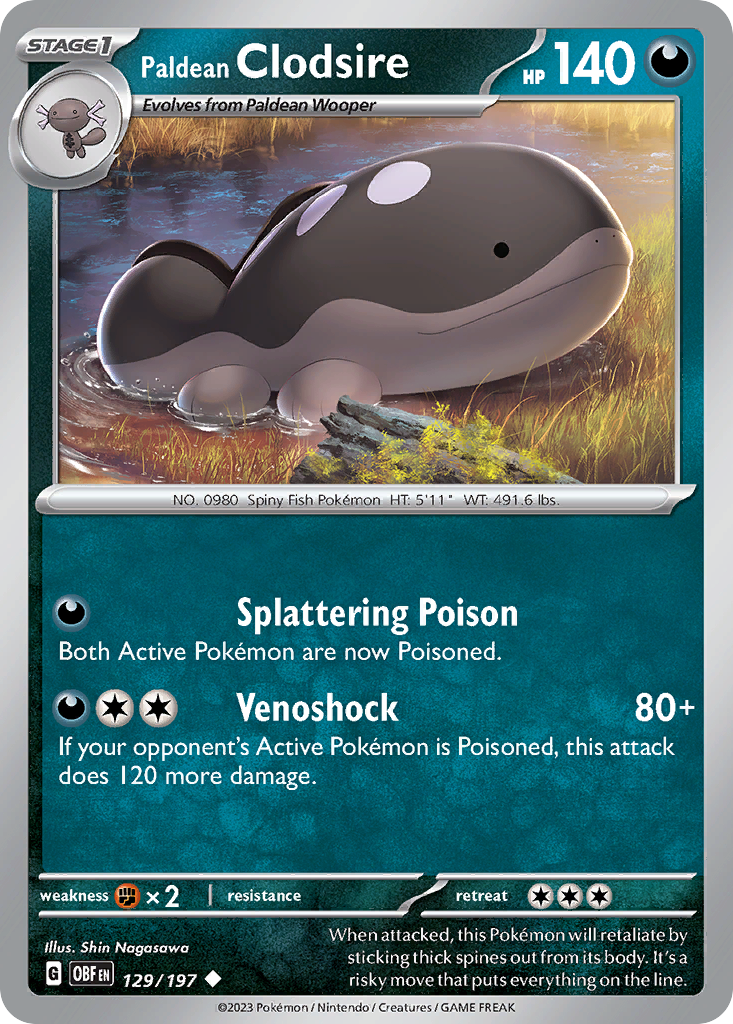 STAGE1
Paldean Clodsire
HP 140
Evolves from Paldean Wooper
NO. 0980 Spiny Fish Pokémon HT: 5'11" WT: 491.6 lbs.
Splattering Poison
Both Active Pokémon are now Poisoned.
Venoshock 80+
If your opponent's Active Pokémon is Poisoned, this attack
does 120 more damage.
weakness ×2 resistance retreat
Illus. Shin Nagasawa
When attacked, this Pokémon will retaliate by
sticking thick spines out from its body. It's a
risky move that puts everything on the line.
G OBF EN 129/197
©2023 Pokémon / Nintendo / Creatures / GAME FREAK